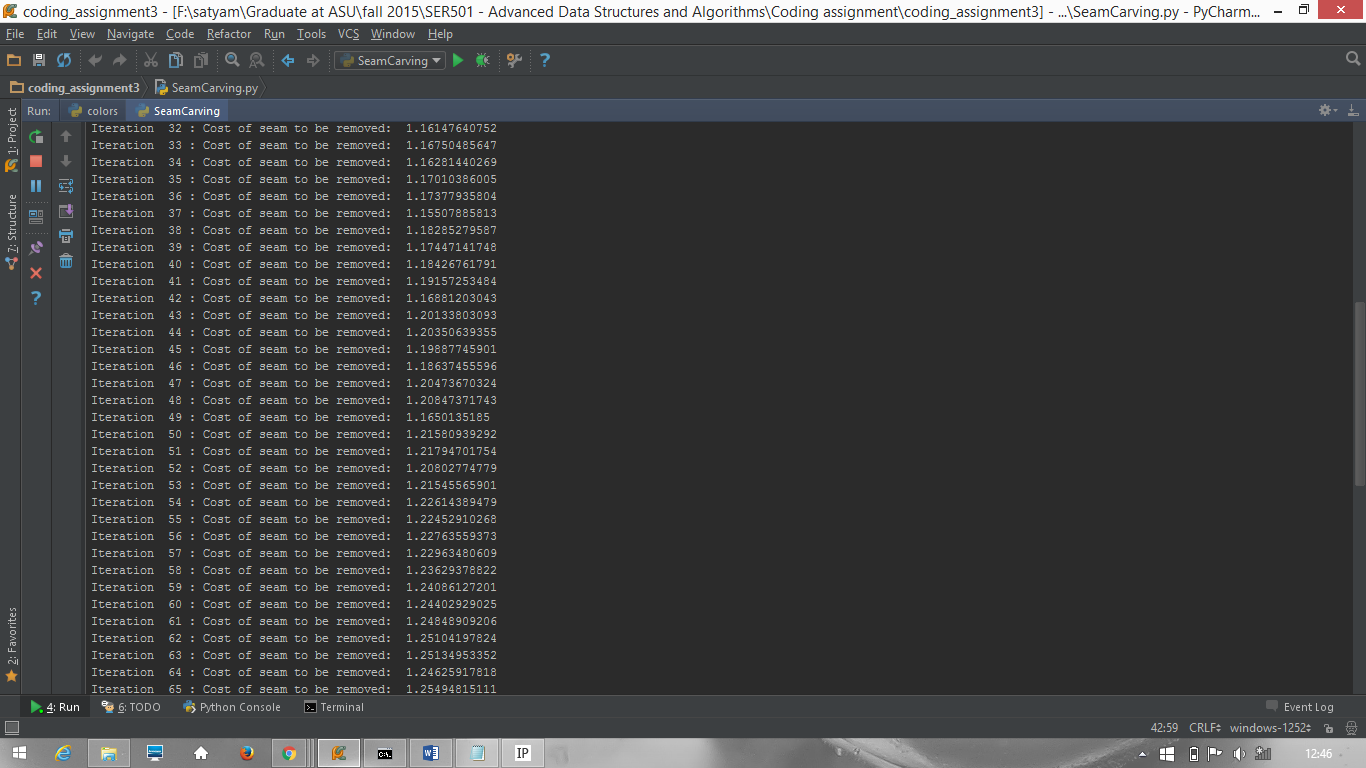 coding_assignment3 - [F:\satyam\Graduate at ASU\fall 2015\SER501 - Advanced Data Structures and Algorithms\Coding assignment\coding_assignment3] - ...\SeamCarving.py - PyCharm...
File Edit View Navigate Code Refactor Run Tools VCS Window Help
SeamCarving
coding_assignment3 SeamCarving.py
Run: colors SeamCarving
1: Project
7: Structure
2: Favorites
Iteration 32 : Cost of seam to be removed: 1.16147640752
Iteration 33 : Cost of seam to be removed: 1.16750485647
Iteration 34 : Cost of seam to be removed: 1.16281440269
Iteration 35 : Cost of seam to be removed: 1.17010386005
Iteration 36 : Cost of seam to be removed: 1.17377935804
Iteration 37 : Cost of seam to be removed: 1.15507885813
Iteration 38 : Cost of seam to be removed: 1.18285279587
Iteration 39 : Cost of seam to be removed: 1.17447141748
Iteration 40 : Cost of seam to be removed: 1.18426761791
Iteration 41 : Cost of seam to be removed: 1.19157253484
Iteration 42 : Cost of seam to be removed: 1.16881203043
Iteration 43 : Cost of seam to be removed: 1.20133803093
Iteration 44 : Cost of seam to be removed: 1.20350639355
Iteration 45 : Cost of seam to be removed: 1.19887745901
Iteration 46 : Cost of seam to be removed: 1.18637455596
Iteration 47 : Cost of seam to be removed: 1.20473670324
Iteration 48 : Cost of seam to be removed: 1.20847371743
Iteration 49 : Cost of seam to be removed: 1.1650135185
Iteration 50 : Cost of seam to be removed: 1.21580939292
Iteration 51 : Cost of seam to be removed: 1.21794701754
Iteration 52 : Cost of seam to be removed: 1.20802774779
Iteration 53 : Cost of seam to be removed: 1.21545565901
Iteration 54 : Cost of seam to be removed: 1.22614389479
Iteration 55 : Cost of seam to be removed: 1.22452910268
Iteration 56 : Cost of seam to be removed: 1.22763559373
Iteration 57 : Cost of seam to be removed: 1.22963480609
Iteration 58 : Cost of seam to be removed: 1.23629378822
Iteration 59 : Cost of seam to be removed: 1.24086127201
Iteration 60 : Cost of seam to be removed: 1.24402929025
Iteration 61 : Cost of seam to be removed: 1.24848909206
Iteration 62 : Cost of seam to be removed: 1.25104197824
Iteration 63 : Cost of seam to be removed: 1.25134953352
Iteration 64 : Cost of seam to be removed: 1.24625917818
Iteration 65 : Cost of seam to be removed: 1.25494815111
4: Run 6: TODO Python Console Terminal Event Log
42:59 CRLF windows-1252
IP 12:46